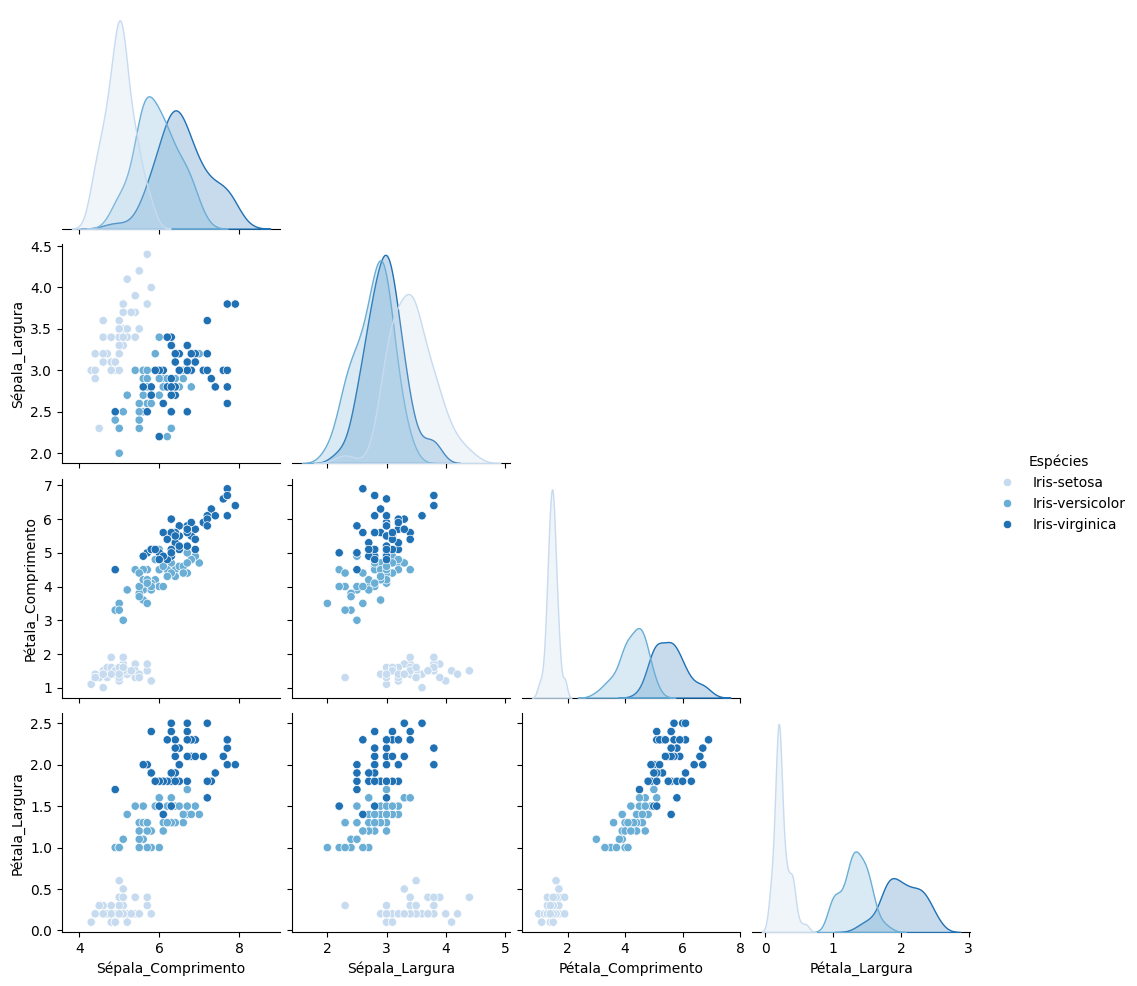 4.5
4.0
3.5
3.0
2.5
2.0
Sépala_Largura
7
6
5
4
3
2
1
Pétala_Comprimento
2.5
2.0
1.5
1.0
0.5
0.0
Pétala_Largura
4 6 8
Sépala_Comprimento
2 3 4 5
Sépala_Largura
2 4 6 8
Pétala_Comprimento
0 1 2 3
Pétala_Largura
Espécies
Iris-setosa
Iris-versicolor
Iris-virginica